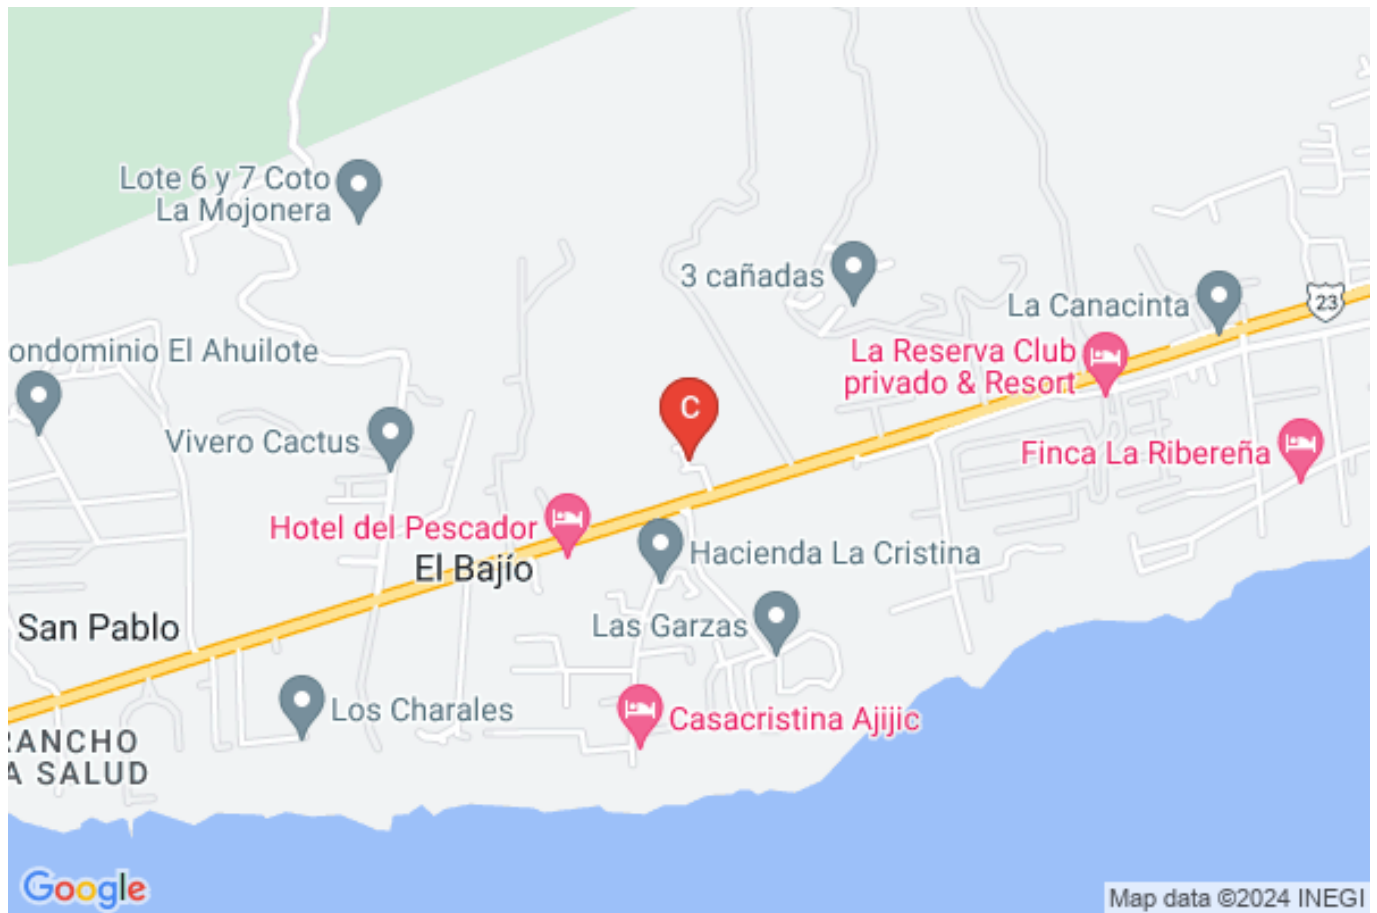 Lote 6 y 7 Coto
La Mojonera
3 cañadas
23
La Canacinta
ondominio El Ahuilote
La Reserva Club
privado & Resort
C
Vivero Cactus
Finca La Ribereña
Hotel del Pescador
El Bajío
Hacienda La Cristina
San Pablo
Las Garzas
Los Charales
Casacristina Ajijic
RANCHO
A SALUD
Google
Map data ©2024 INEGI